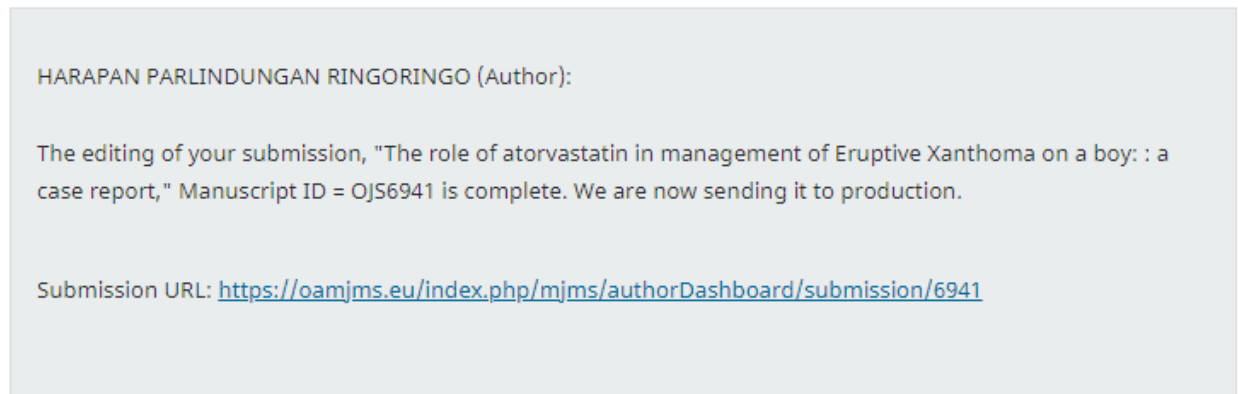 HARAPAN PARLINDUNGAN RINGORINGO (Author):
The editing of your submission, "The role of atorvastatin in management of Eruptive Xanthoma on a boy: : a
case report," Manuscript ID = OJS6941 is complete. We are now sending it to production.
Submission URL: https://oamjms.eu/index.php/mjms/authorDashboard/submission/6941